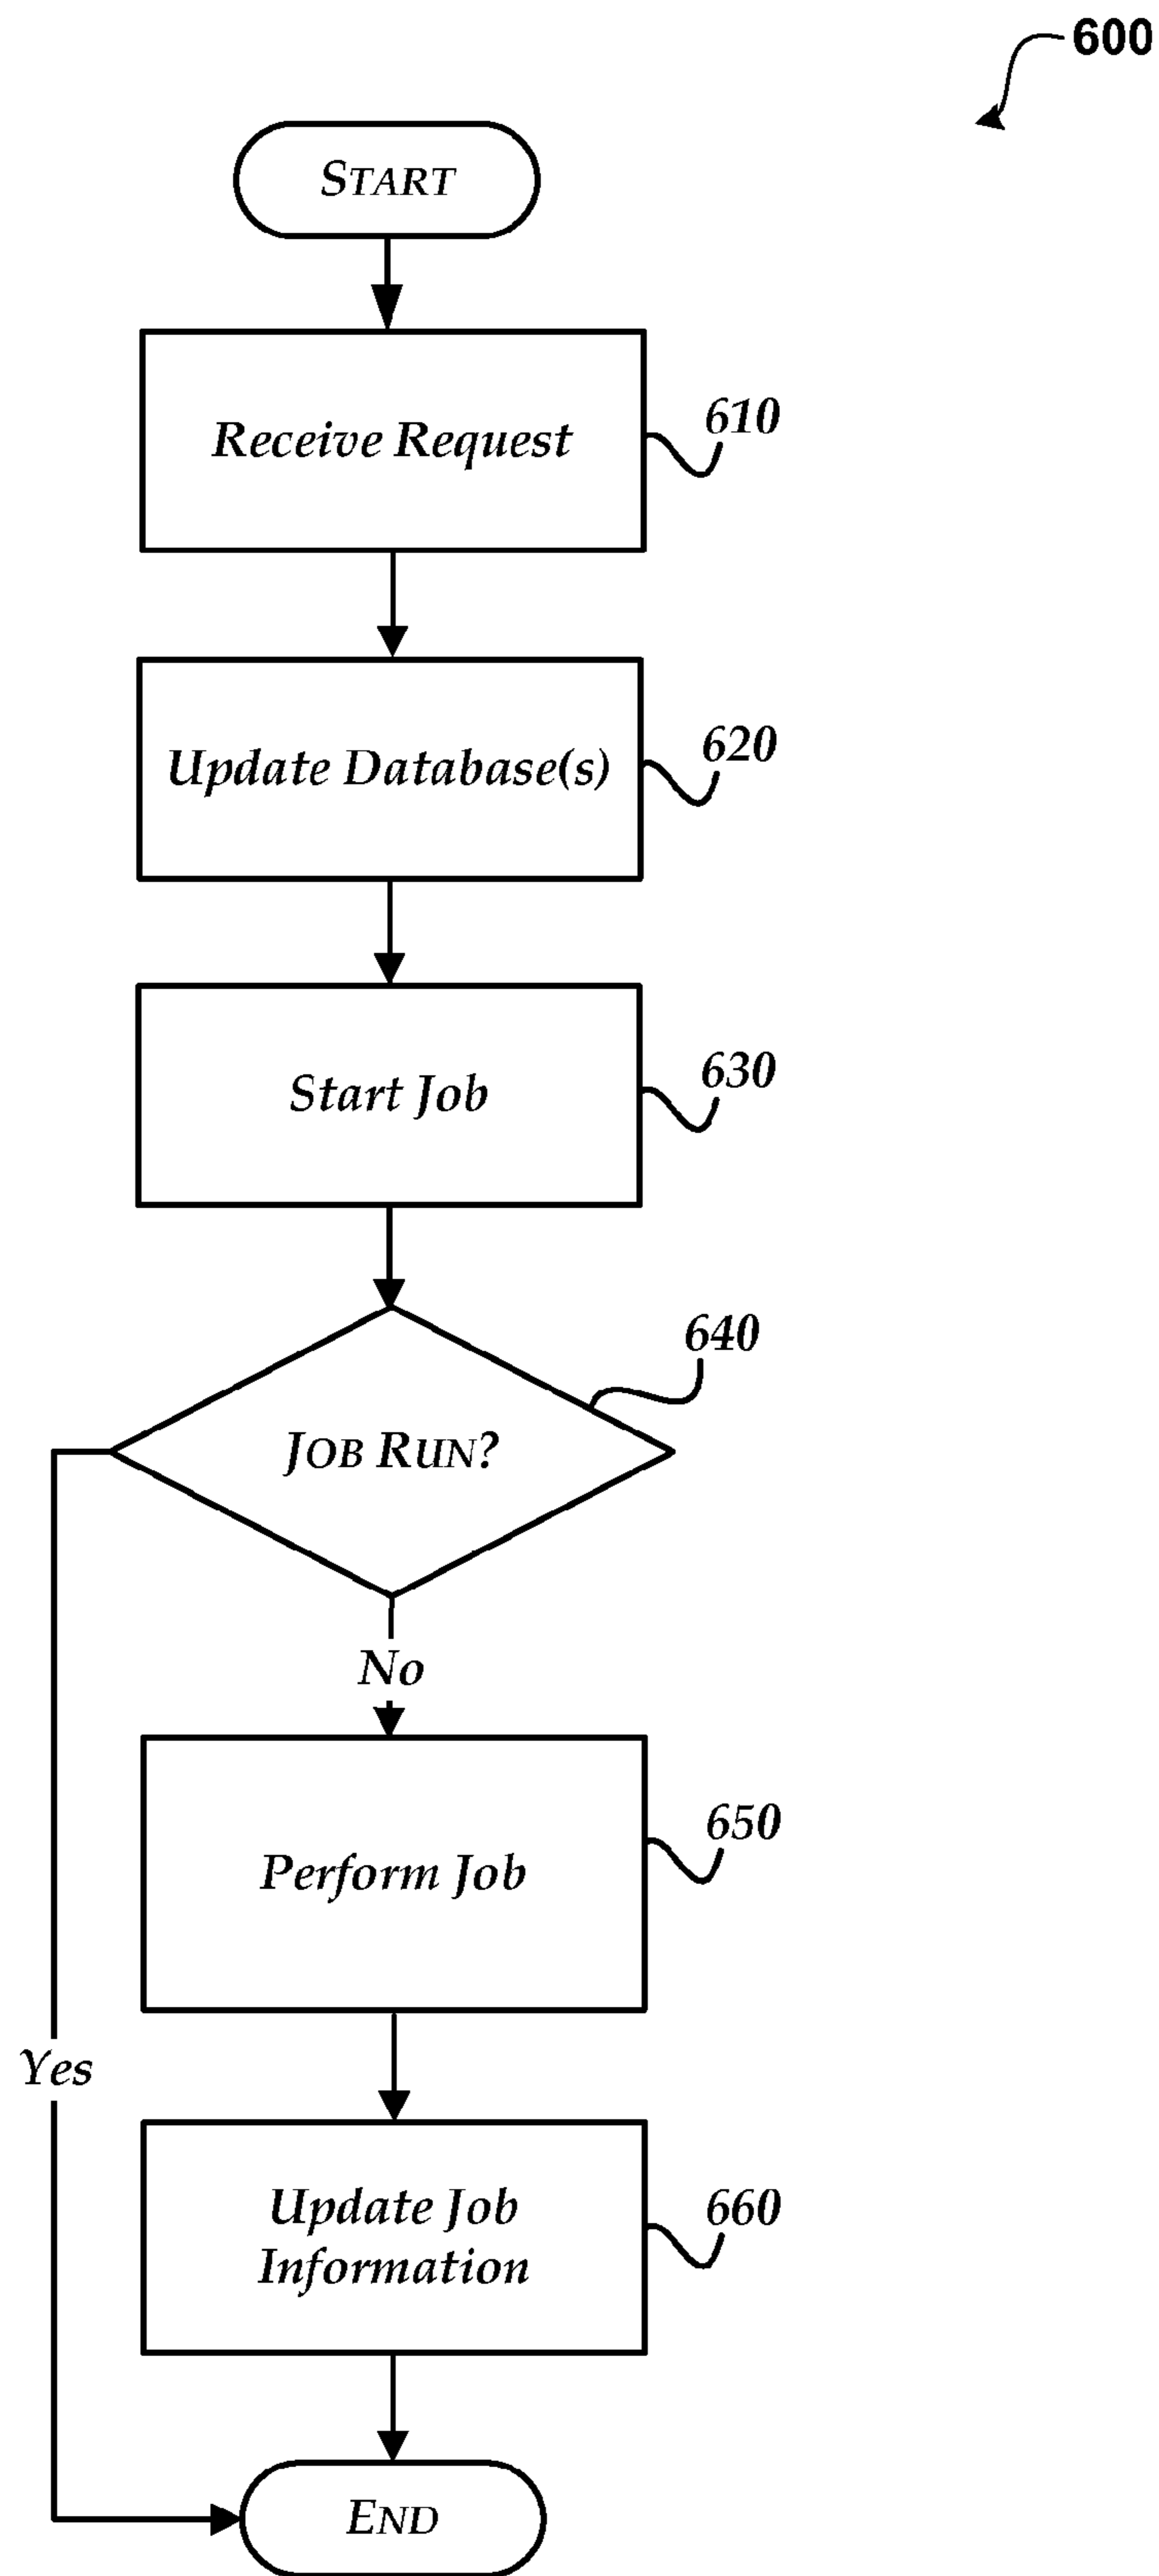 600
START
Receive Request
610
Update Database(s)
620
Start Job
630
640
JOB RUN?
No
650
Perform Job
Yes
Update Job
660
Information
END